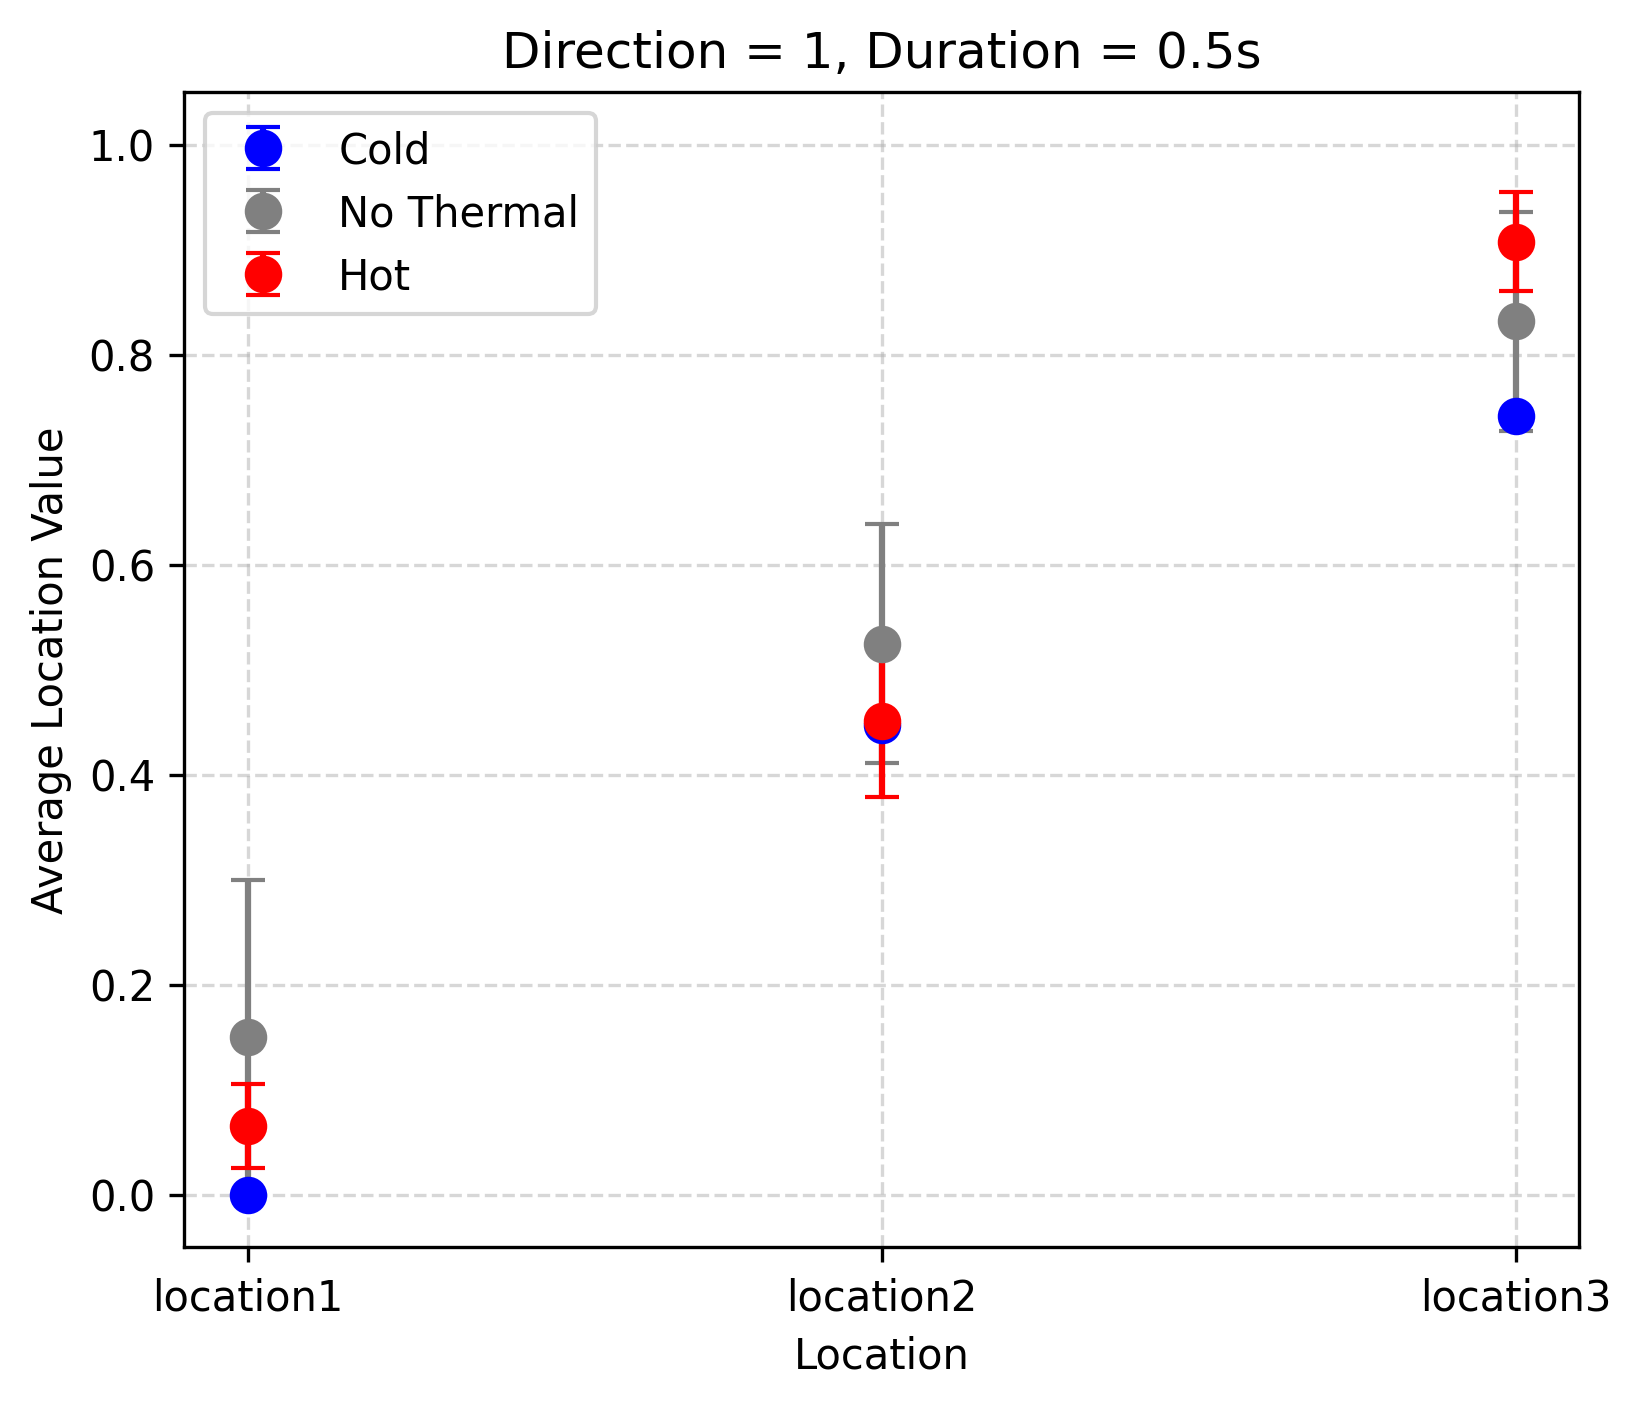 Direction = 1, Duration = 0.5s
Cold
No Thermal
Hot
Average Location Value
1.0
0.8
0.6
0.4
0.2
0.0
location1
location2
location3
Location